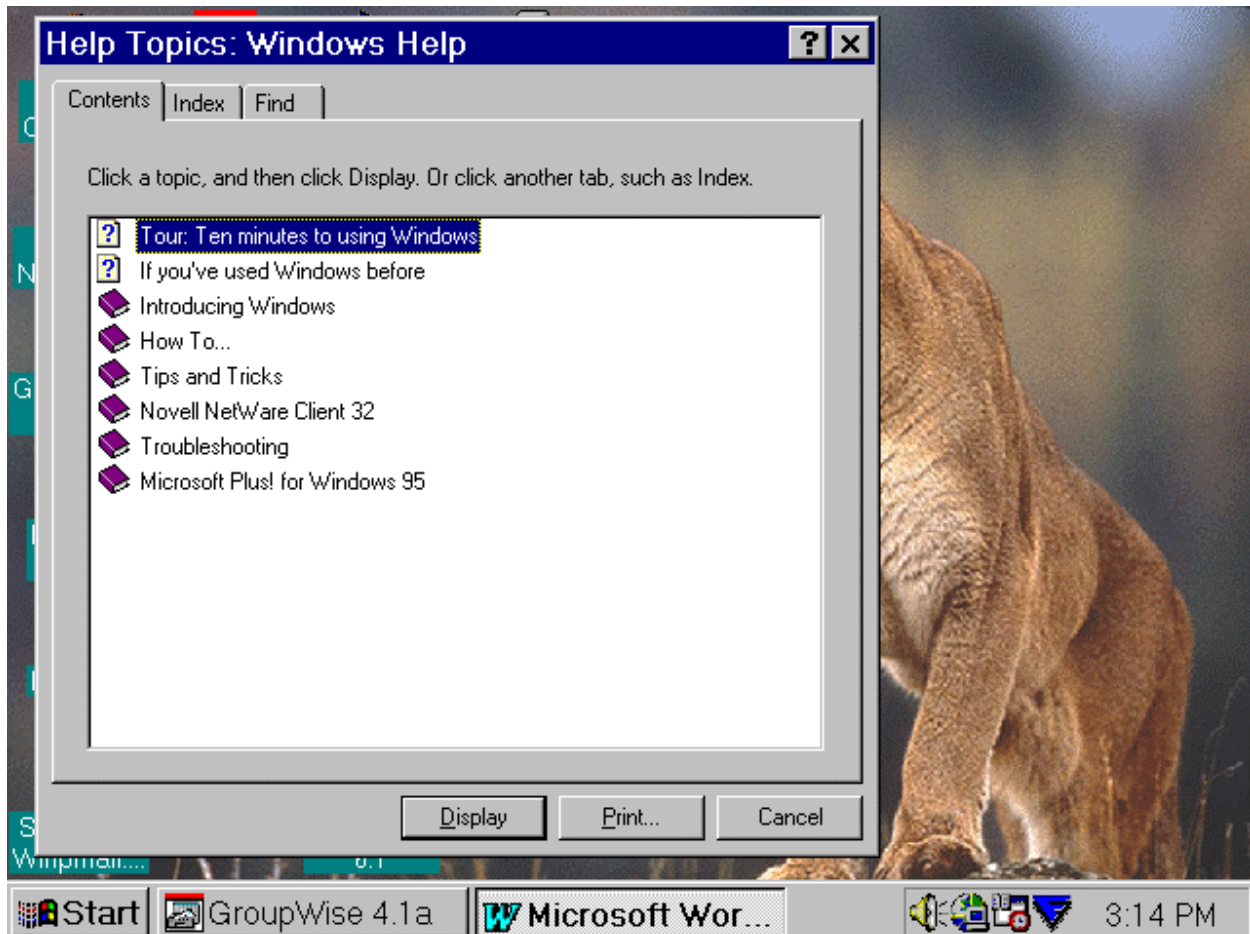 Help Topics: Windows Help
Contents
Index
Find
Click a topic, and then click Display. Or click another tab, such as Index.
Tour: Ten minutes to using Windows
If you've used Windows before
Introducing Windows
How To...
Tips and Tricks
Novell NetWare Client 32
Troubleshooting
Microsoft Plus! for Windows 95
Display
Print...
Cancel
Start
GroupWise 4.1a
Microsoft Wor...
3:14 PM